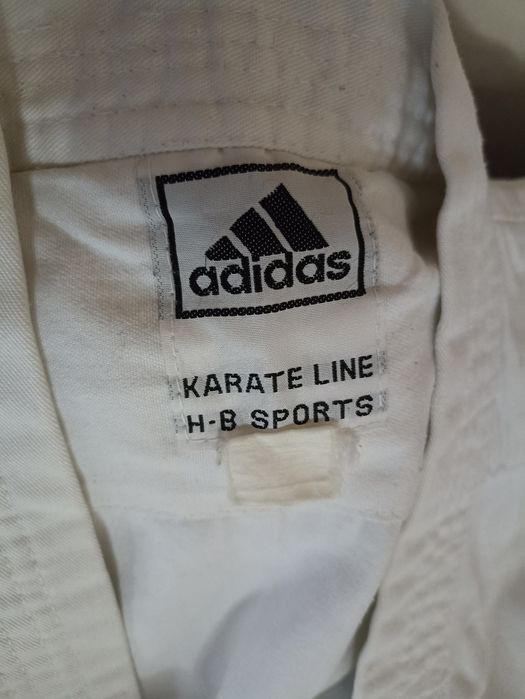 adidas
KARATE LINE
H-B SPORTS